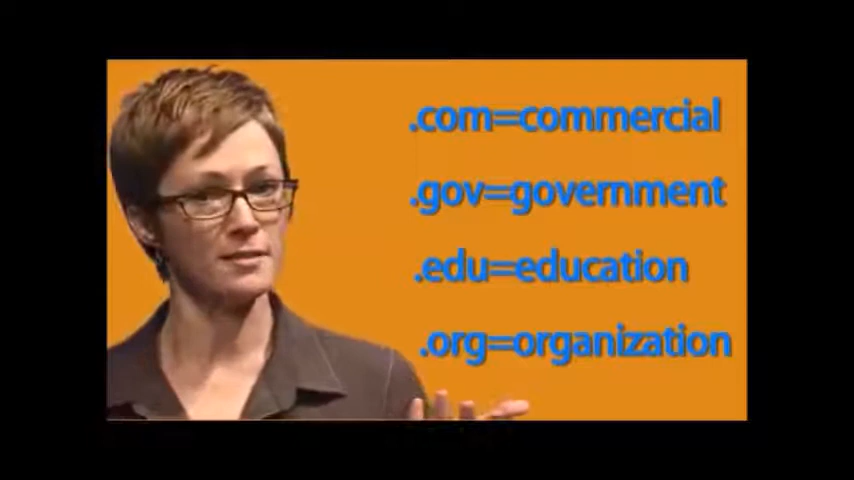 .com=commercial
.gov=government
.edu=education
.org=organization